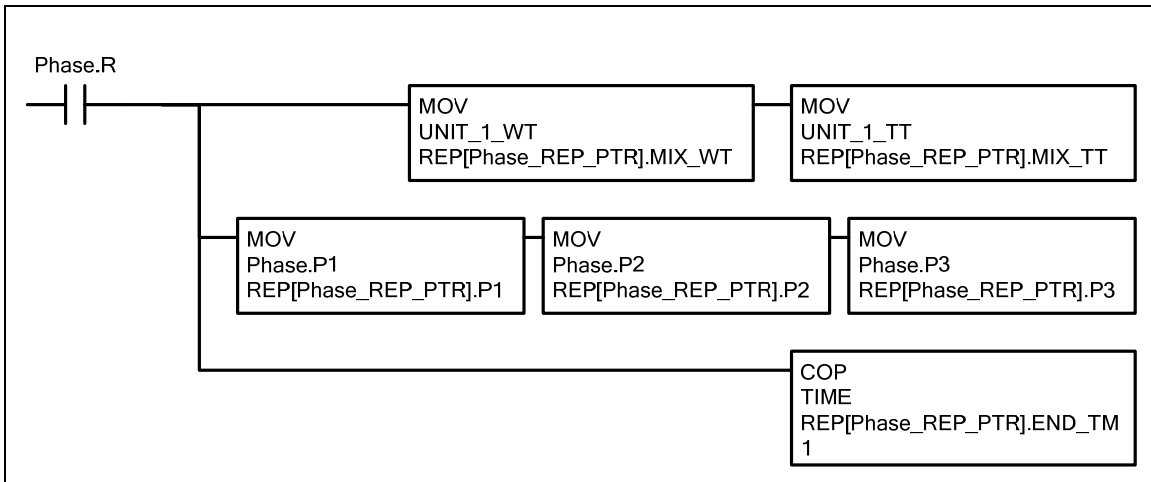 Phase.R
MOV
UNIT_1_WT
REP[Phase_REP_PTR].MIX_WT
MOV
UNIT_1_TT
REP[Phase_REP_PTR].MIX_TT
MOV
Phase.P1
REP[Phase_REP_PTR].P1
MOV
Phase.P2
REP[Phase_REP_PTR].P2
MOV
Phase.P3
REP[Phase_REP_PTR].P3
COP
TIME
REP[Phase_REP_PTR].END_TM
1